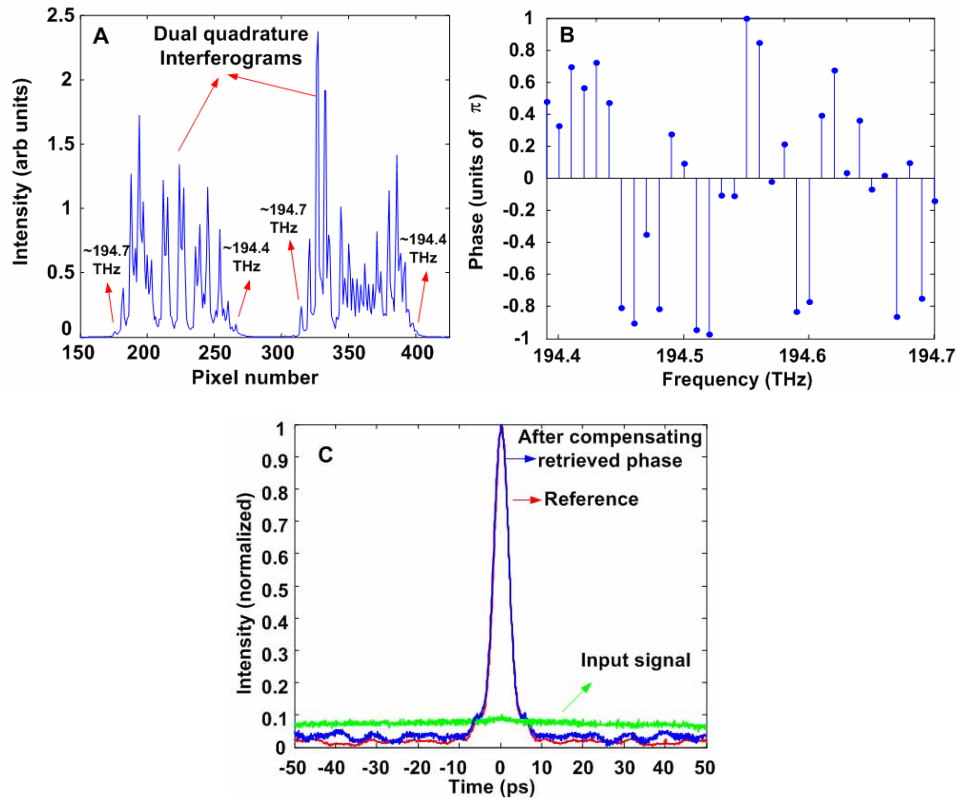 A
Dual quadrature
Interferograms
~194.7
THz
~194.4
THz
~194.7
THz
~194.4
THz
Intensity (arb units)
2.5
2
1.5
1
0.5
0
150 200 250 300 350 400
Pixel number
B
Phase (units of π)
1
0.8
0.6
0.4
0.2
0
-0.2
-0.4
-0.6
-0.8
-1
194.4 194.5 194.6 194.7
Frequency (THz)
C
After compensating
retrieved phase
Reference
Input signal
Intensity (normalized)
0.9
0.8
0.7
0.6
0.5
0.4
0.3
0.2
0.1
0
-50 -40 -30 -20 -10 0 10 20 30 40 50
Time (ps)